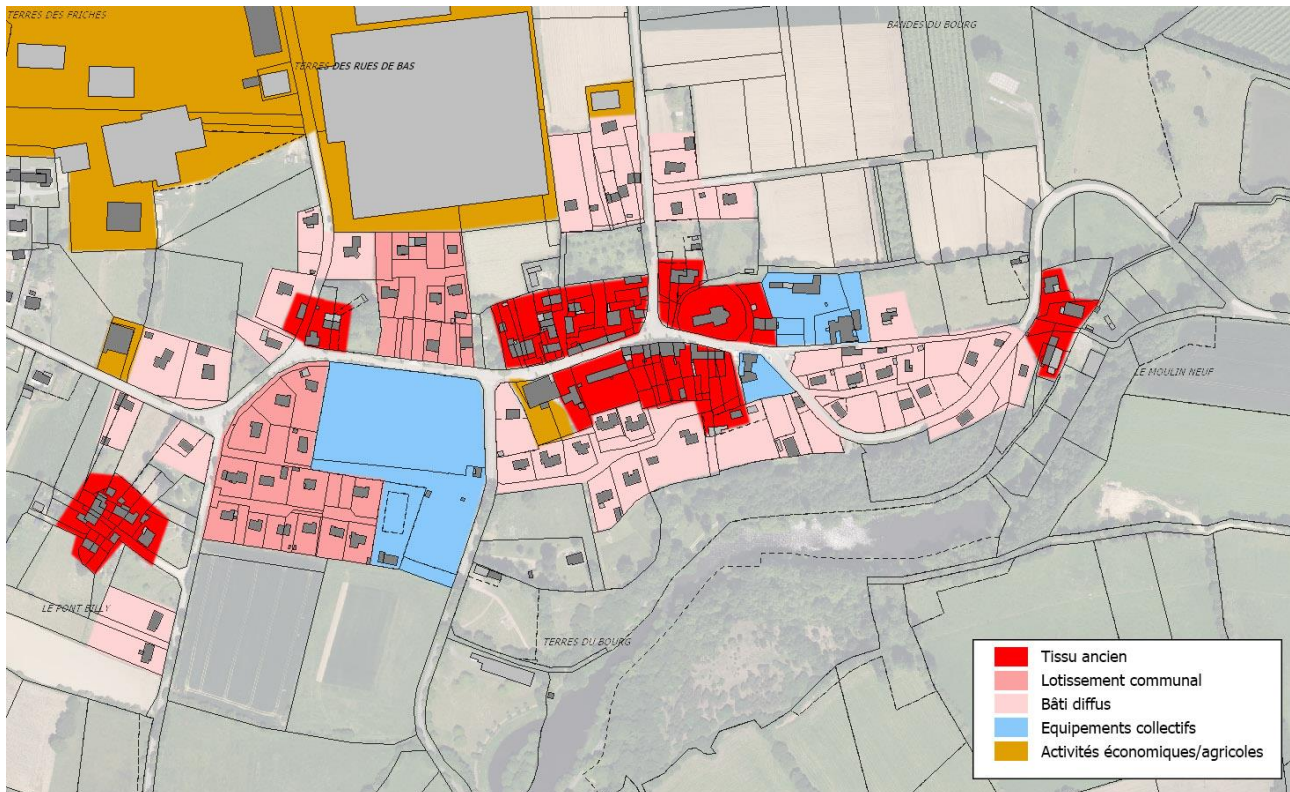 TERRES DES FRICHES
BANDES DU BOURG
TERRES DES RUES DE BAS
LE MOULIN NEUF
LE PONT BILLY
TERRES DU BOURG
Tissu ancien
Lotissement communal
Bâti diffus
Equipements collectifs
Activités économiques/agricoles